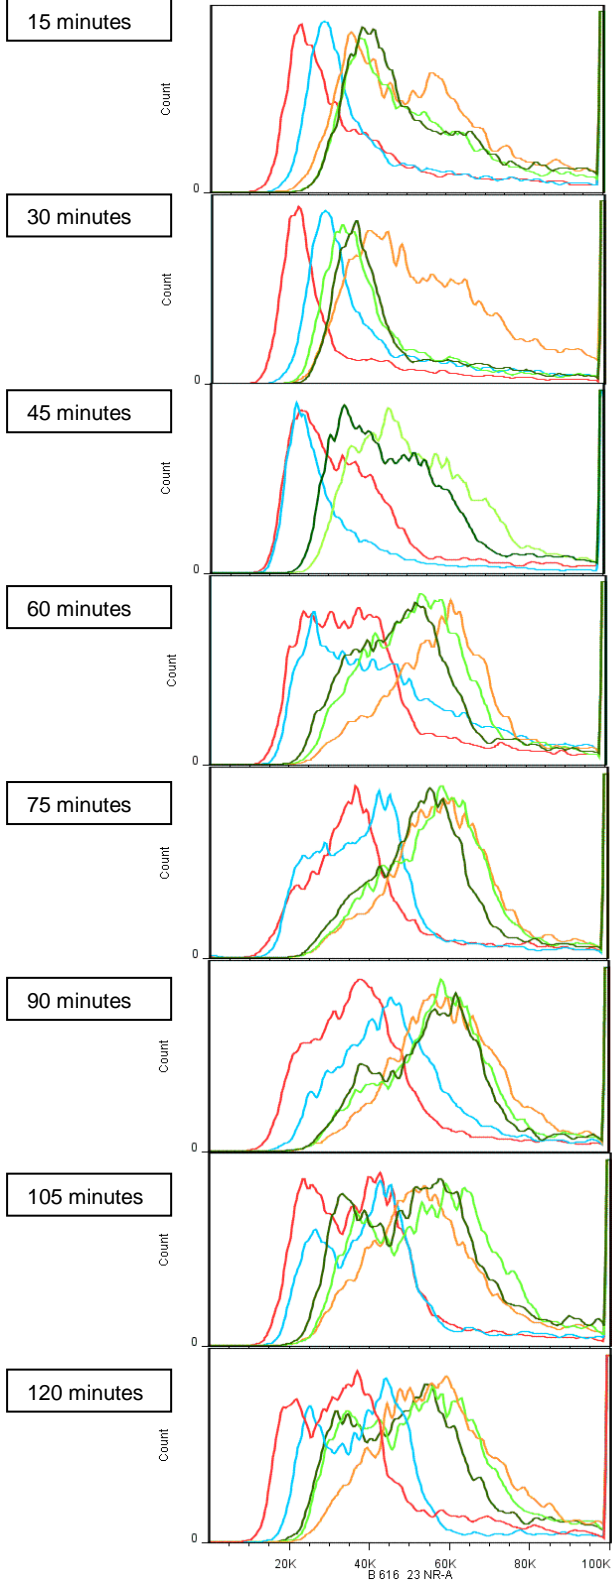 15 minutes
Count
0
30 minutes
Count
0
45 minutes
Count
0
60 minutes
Count
0
75 minutes
Count
0
90 minutes
Count
0
105 minutes
Count
0
120 minutes
Count
0
20K 40K 60K 80K 100K
B 616_23 NR-A